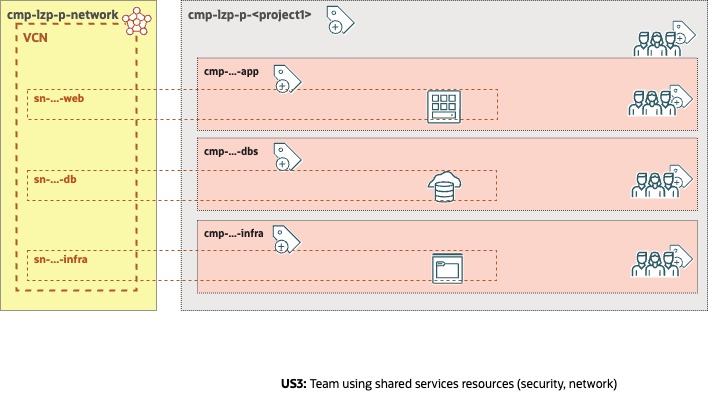 cmp-lzp-p-network
VCN
sn-...-web
sn-...-db
sn-...-infra
cmp-lzp-p-<project1>
cmp-...-app
cmp-...-dbs
cmp-...-infra
US3: Team using shared services resources (security, network)